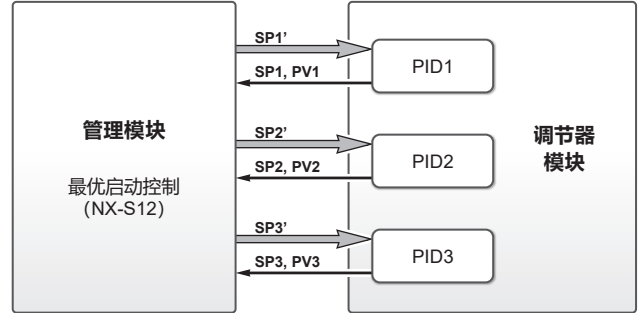 管理模块
最优启动控制
(NX-S12)
SP1’
SP1, PV1
SP2’
SP2, PV2
SP3’
SP3, PV3
PID1
PID2
PID3
调节器
模块